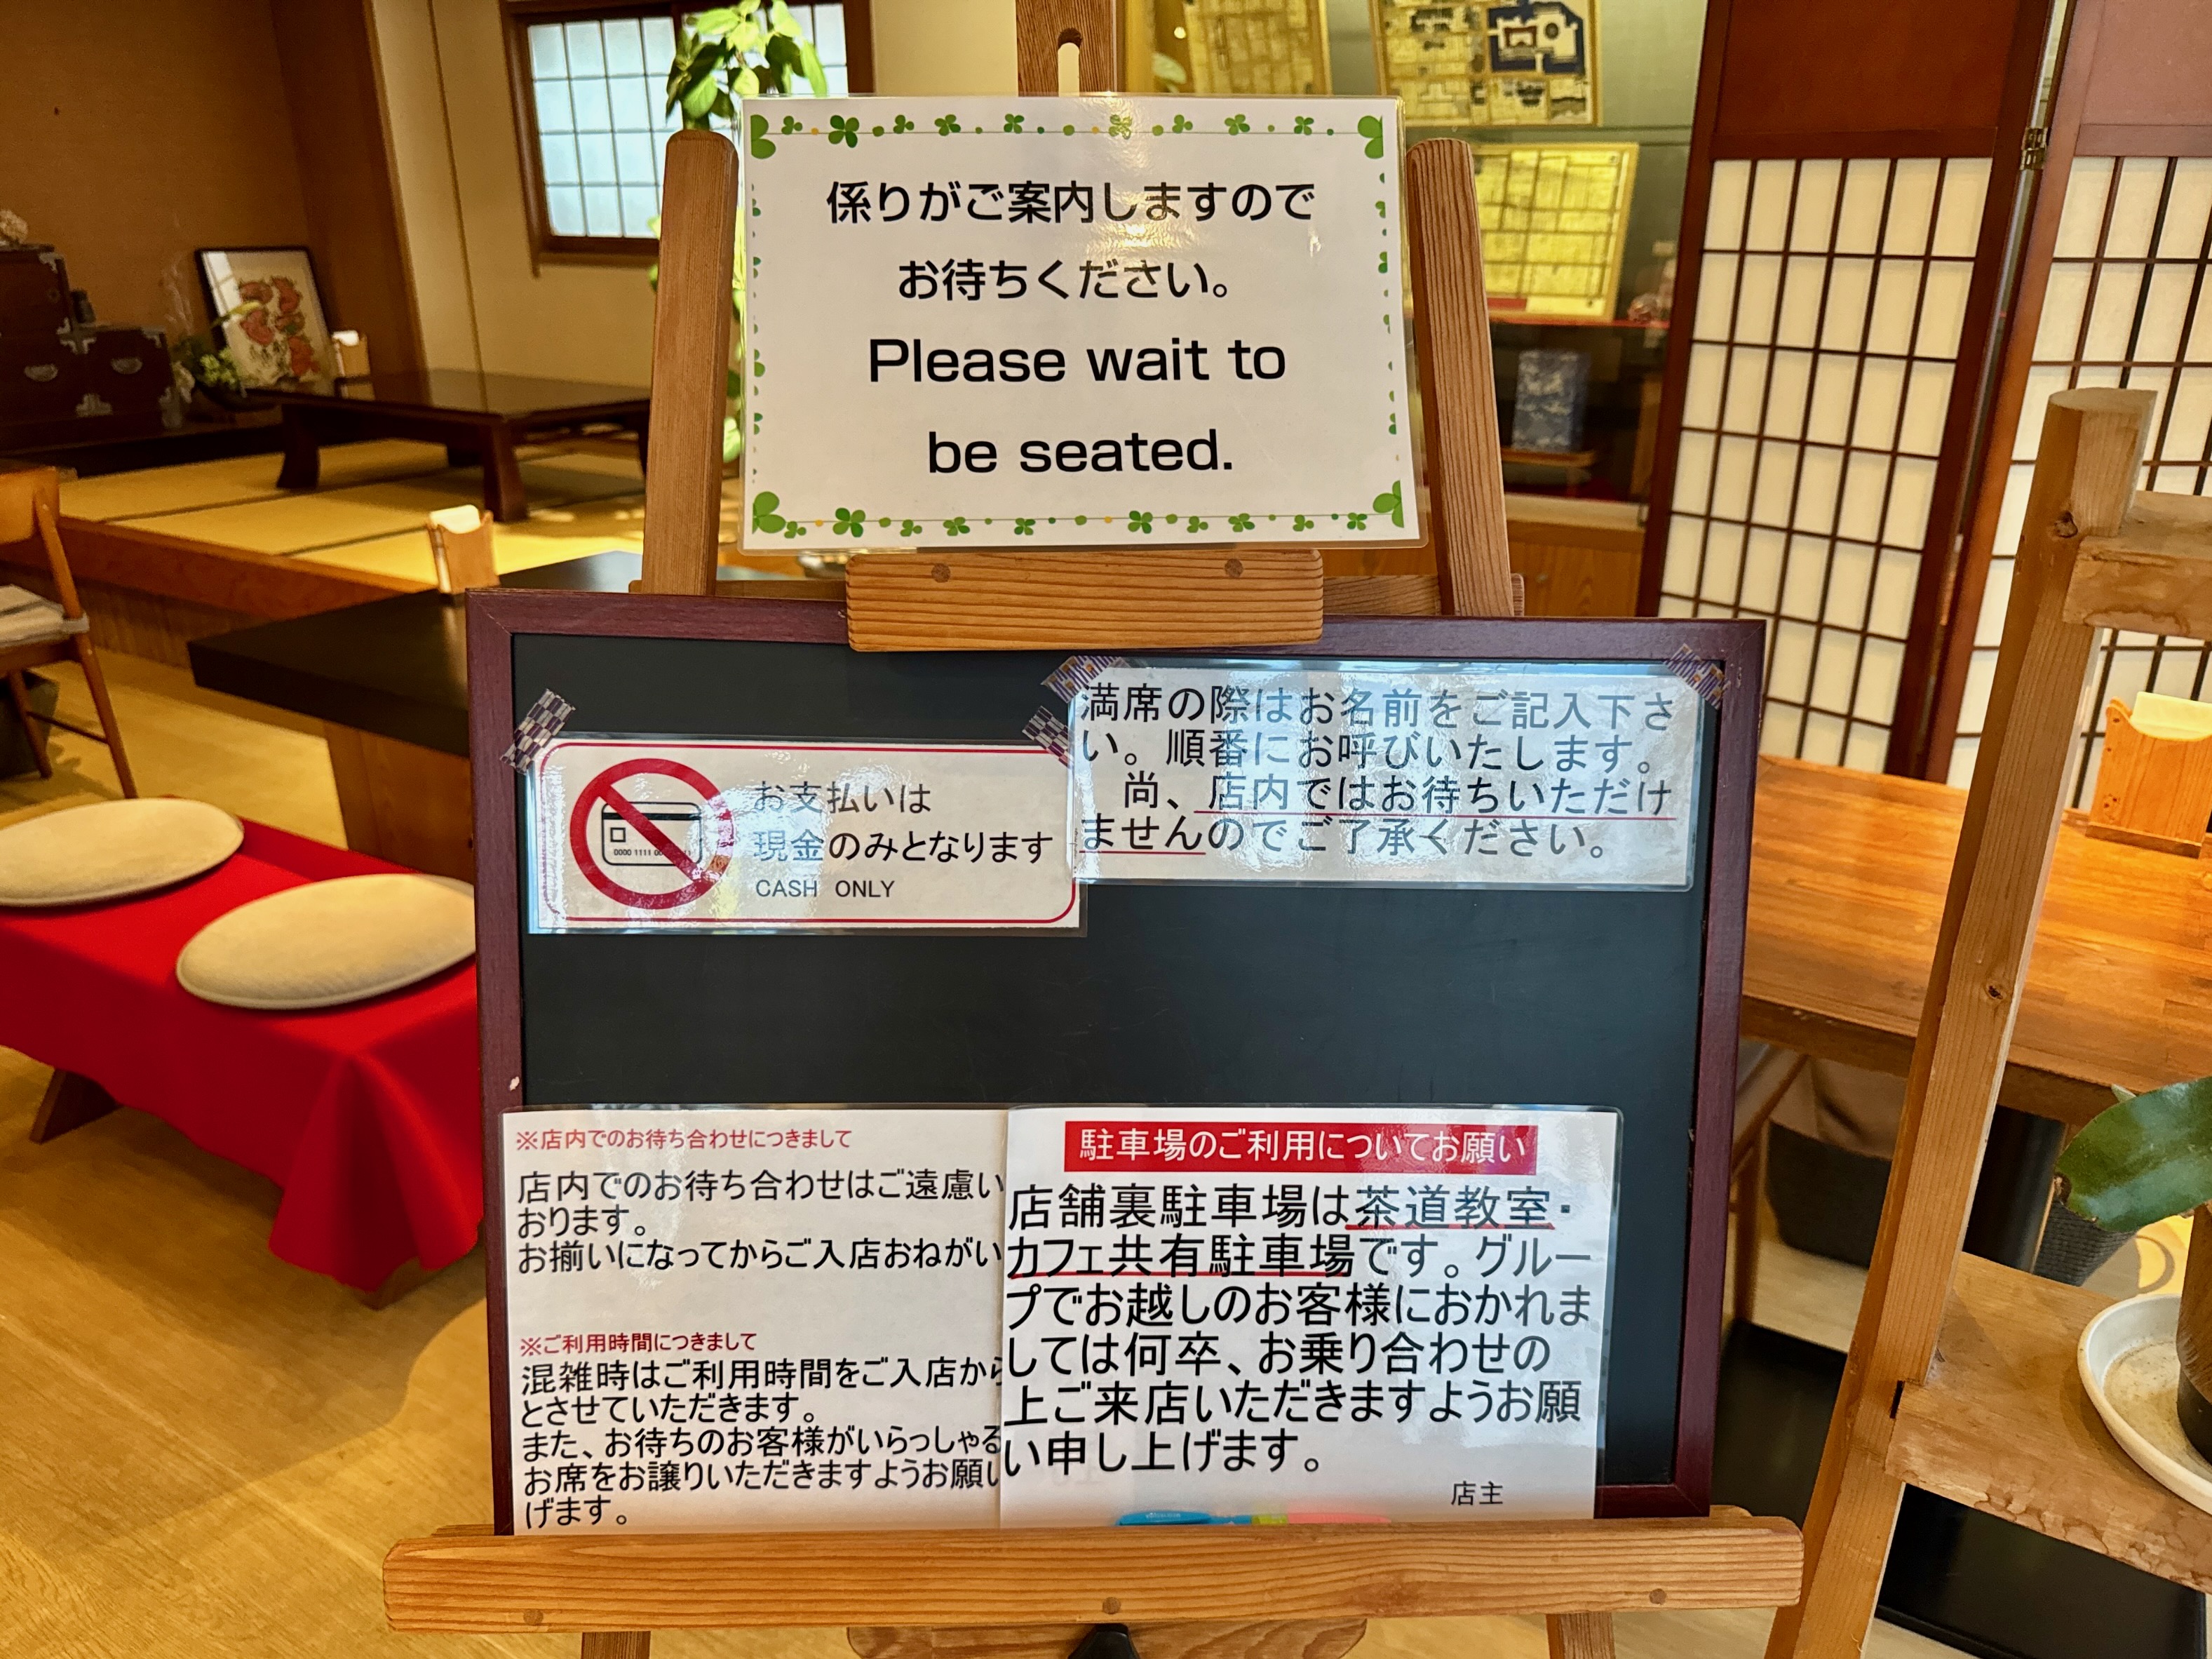 係りがご案内しますので
お待ちください。
Please wait to
be seated.
お支払いは
現金のみとなります
CASH ONLY
0000 1111 00
満席の際はお名前をご記入下さ
い。順番にお呼びいたします。
尚、店内ではお待ちいただけ
ませんのでご了承ください。
※店内でのお待ち合わせにつきまして
店内でのお待ち合わせはご遠慮い
おります。
お揃いになってからご入店おねがい
※ご利用時間につきまして
混雑時はご利用時間をご入店から
とさせていただきます。
また、お待ちのお客様がいらっしゃる
お席をお譲りいただきますようお願い
げます。
駐車場のご利用についてお願い
店舗裏駐車場は茶道教室・
カフェ共有駐車場です。グルー
プでお越しのお客様におかれま
しては何卒、お乗り合わせの
上ご来店いただきますようお願
い申し上げます。
店主